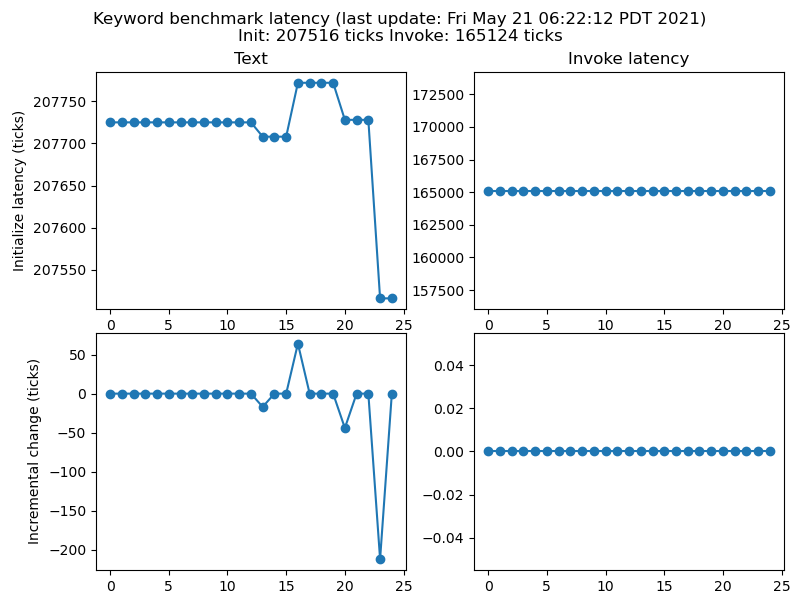 Keyword benchmark latency (last update: Fri May 21 06:22:12 PDT 2021)
Init: 207516 ticks Invoke: 165124 ticks
Text
Invoke latency
Initialize latency (ticks)
207750
207700
207650
207600
207550
0 5 10 15 20 25
172500
170000
167500
165000
162500
160000
157500
0 5 10 15 20 25
Incremental change (ticks)
50
0
−50
−100
−150
−200
0 5 10 15 20 25
0.04
0.02
0.00
−0.02
−0.04
0 5 10 15 20 25